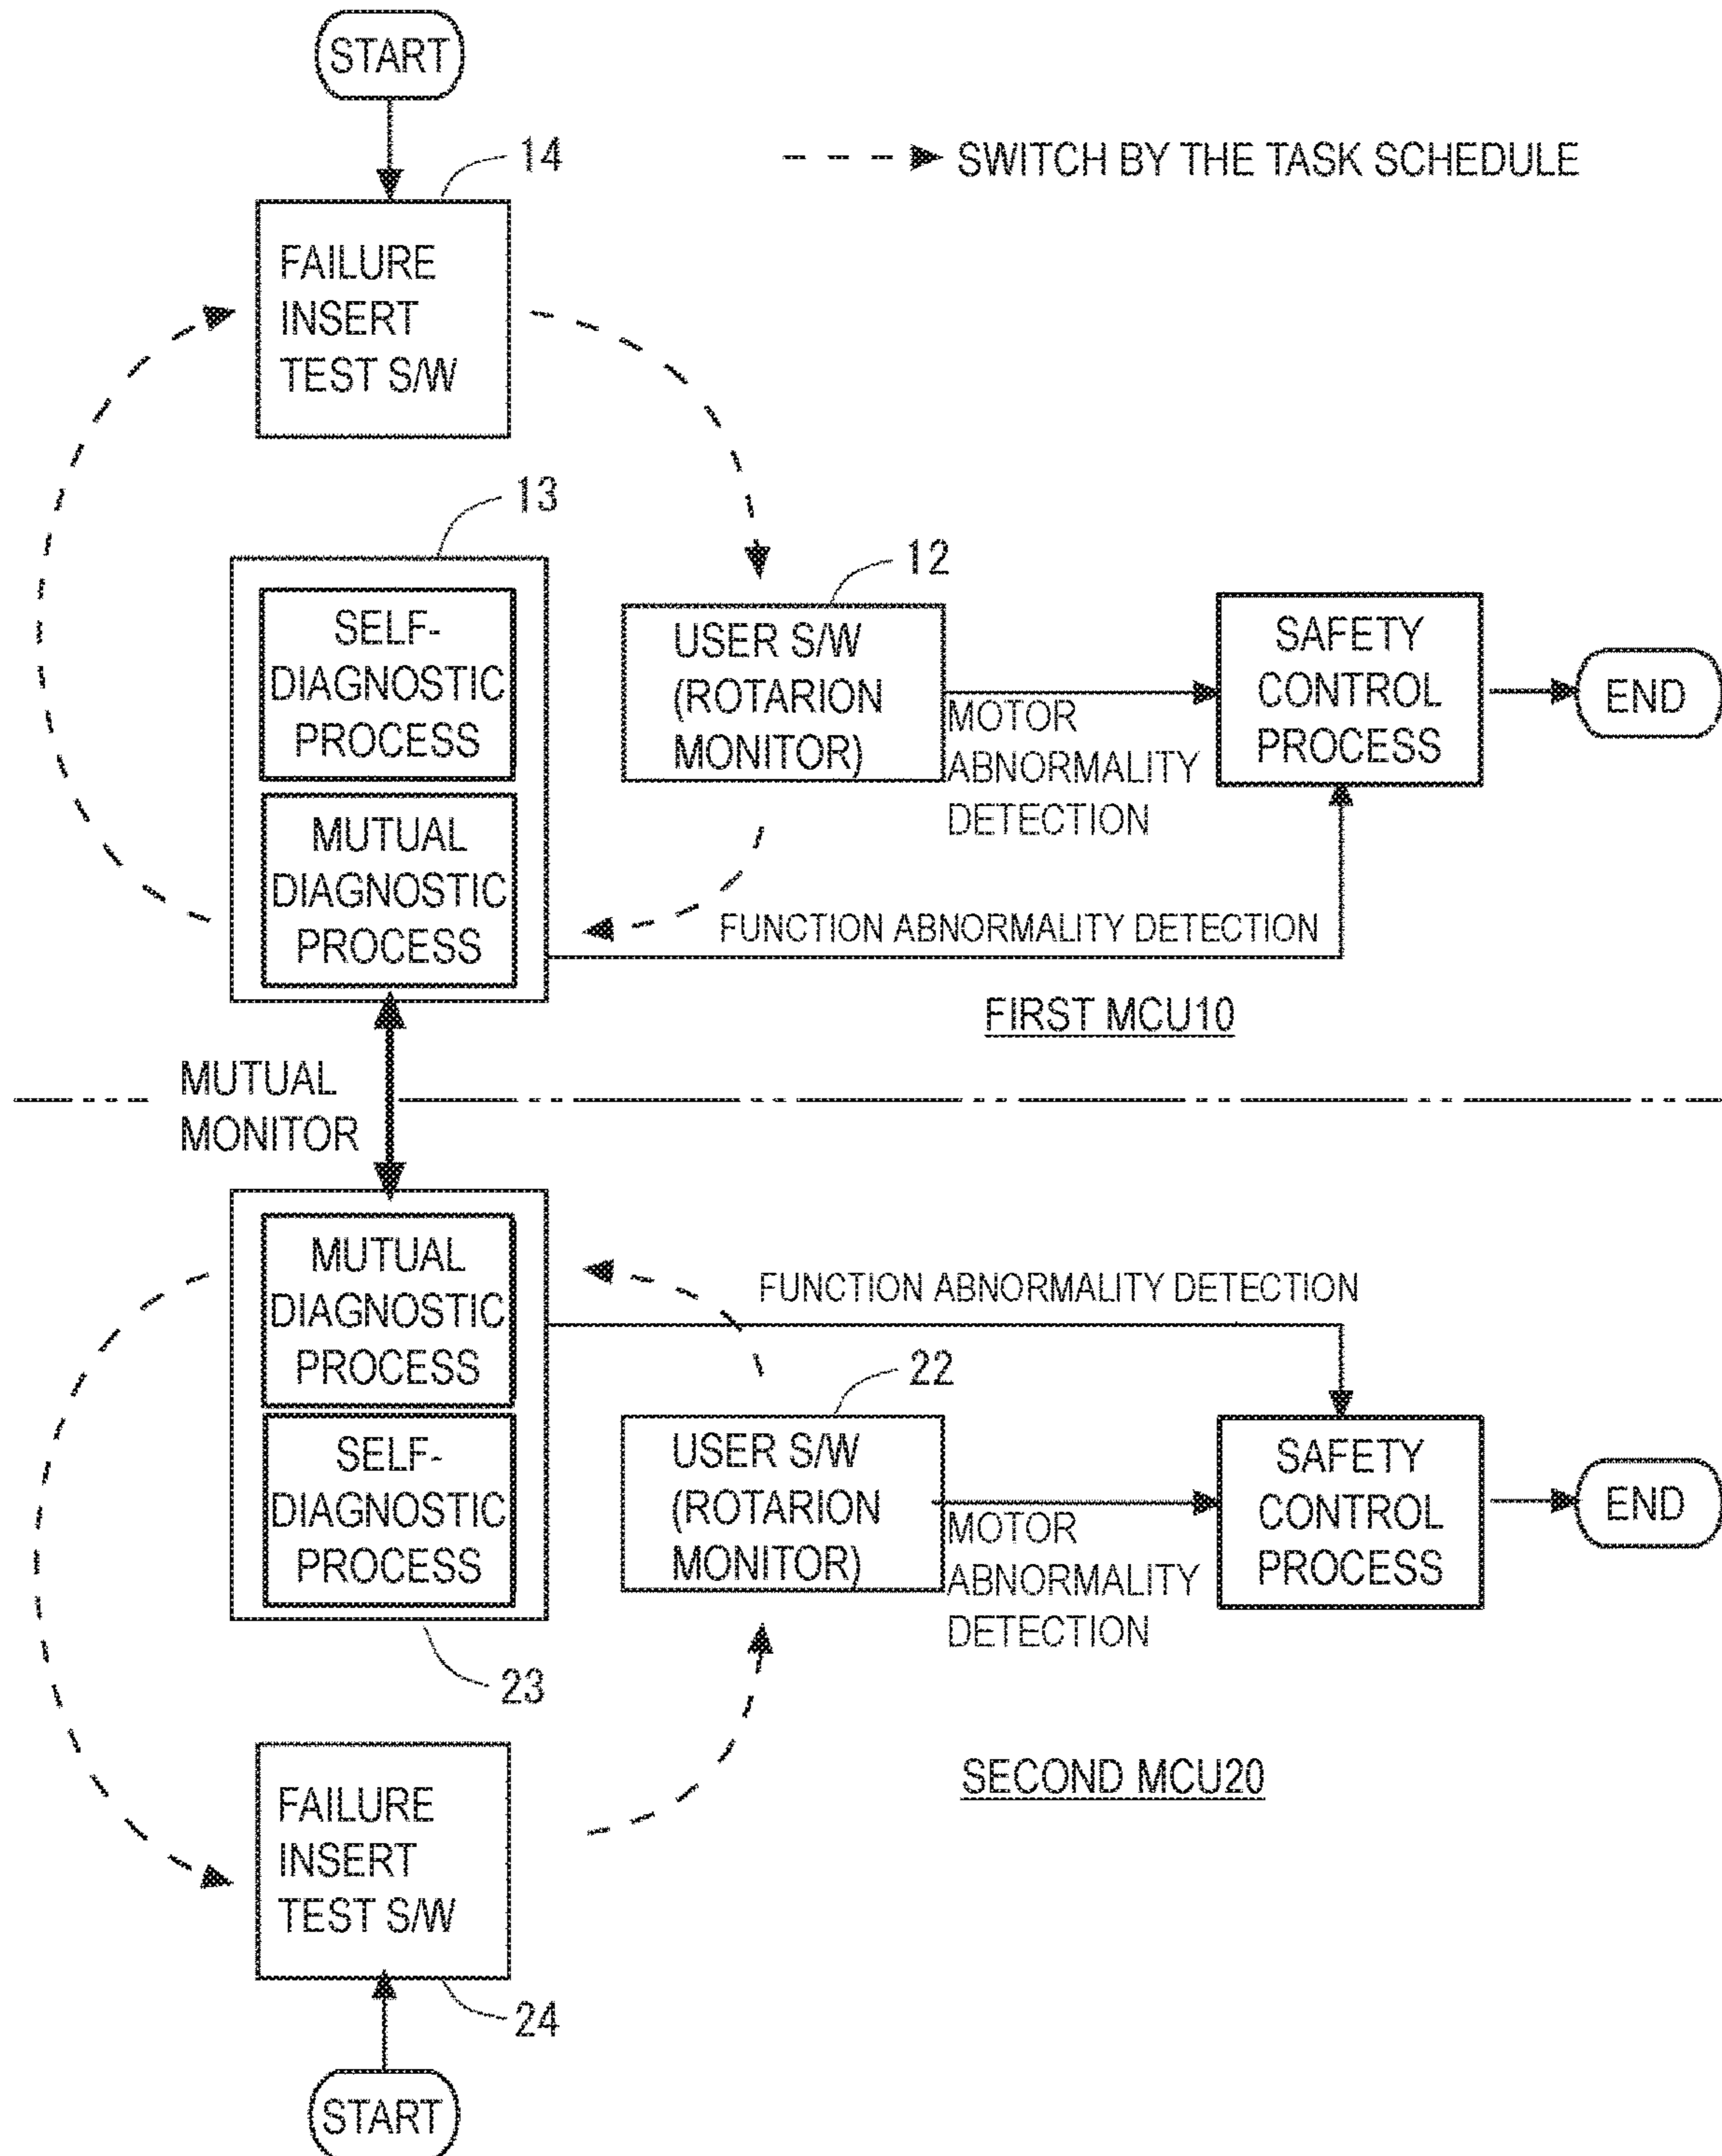 START
14
SWITCH BY THE TASK SCHEDULE
FAILURE
INSERT
TEST S/W
13
SELF-
DIAGNOSTIC
PROCESS
MUTUAL
DIAGNOSTIC
PROCESS
12
USER S/W
(ROTARION
MONITOR)
MOTOR
ABNORMALITY
DETECTION
SAFETY
CONTROL
PROCESS
END
FUNCTION ABNORMALITY DETECTION
FIRST MCU10
MUTUAL
MONITOR
MUTUAL
DIAGNOSTIC
PROCESS
SELF-
DIAGNOSTIC
PROCESS
23
FUNCTION ABNORMALITY DETECTION
22
USER S/W
(ROTARION
MONITOR)
MOTOR
ABNORMALITY
DETECTION
SAFETY
CONTROL
PROCESS
END
SECOND MCU20
FAILURE
INSERT
TEST S/W
24
START